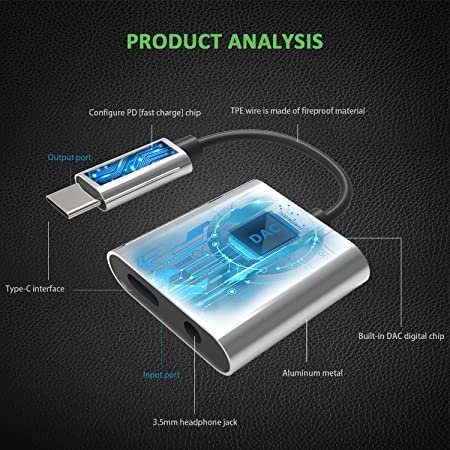 PRODUCT ANALYSIS
Configure PD [fast charge] chip
TPE wire is made of fireproof material
Output port
DAC
Type-C interface
Built-in DAC digital chip
Input port
Aluminum metal
3.5mm headphone jack